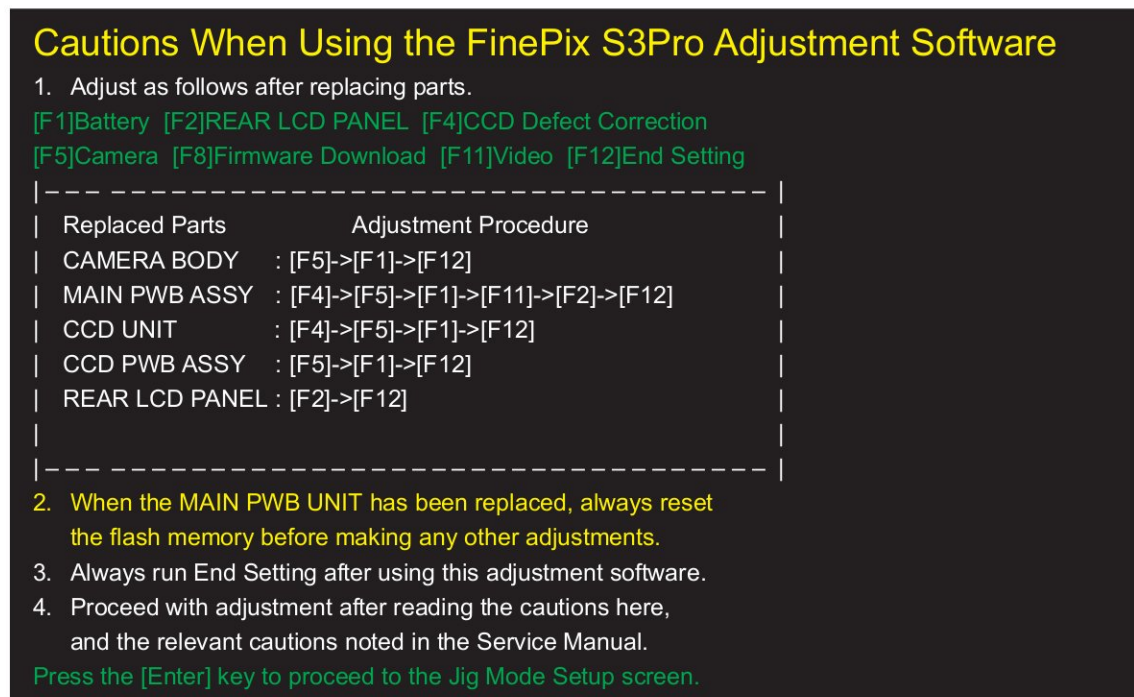 Cautions When Using the FinePix S3Pro Adjustment Software
1. Adjust as follows after replacing parts.
[F1]Battery [F2]REAR LCD PANEL [F4]CCD Defect Correction
[F5]Camera [F8]Firmware Download [F11]Video [F12]End Setting
|– – – – – – – – – – – – – – – – – – – – – – – – – – – – – – – – – – – – |
| Replaced Parts Adjustment Procedure |
| CAMERA BODY : [F5]->[F1]->[F12] |
| MAIN PWB ASSY : [F4]->[F5]->[F1]->[F11]->[F2]->[F12] |
| CCD UNIT : [F4]->[F5]->[F1]->[F12] |
| CCD PWB ASSY : [F5]->[F1]->[F12] |
| REAR LCD PANEL : [F2]->[F12] |
| |
|– – – – – – – – – – – – – – – – – – – – – – – – – – – – – – – – – – – – |
2. When the MAIN PWB UNIT has been replaced, always reset
the flash memory before making any other adjustments.
3. Always run End Setting after using this adjustment software.
4. Proceed with adjustment after reading the cautions here,
and the relevant cautions noted in the Service Manual.
Press the [Enter] key to proceed to the Jig Mode Setup screen.